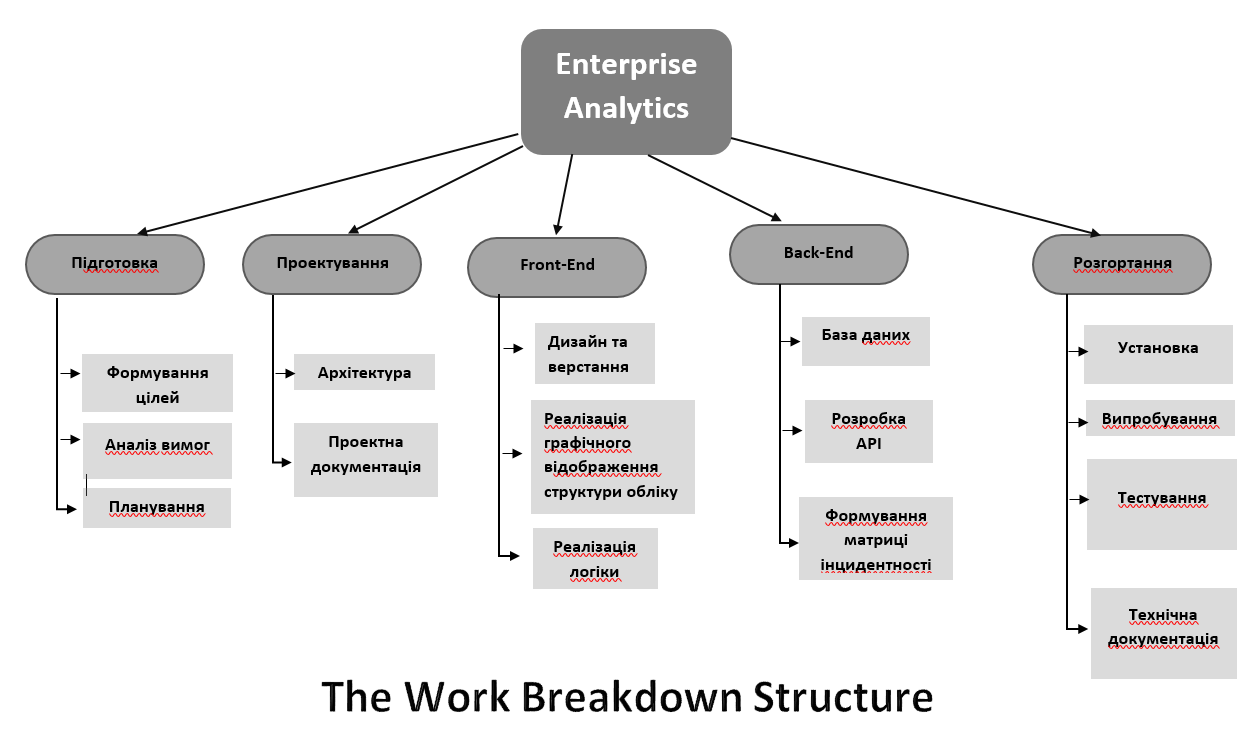 Enterprise
Analytics
Підготовка
Проектування
Front-End
Back-End
Розгортання
Формування
цілей
Аналіз вимог
Планування
Архітектура
Проектна
документація
Дизайн та
верстання
Реалізація
графічного
відображення
структури обліку
Реалізація
логіки
База даних
Розробка
АРІ
Формування
матриці
інцидентності
Установка
Випробування
Тестування
Технічна
документація
The Work Breakdown Structure